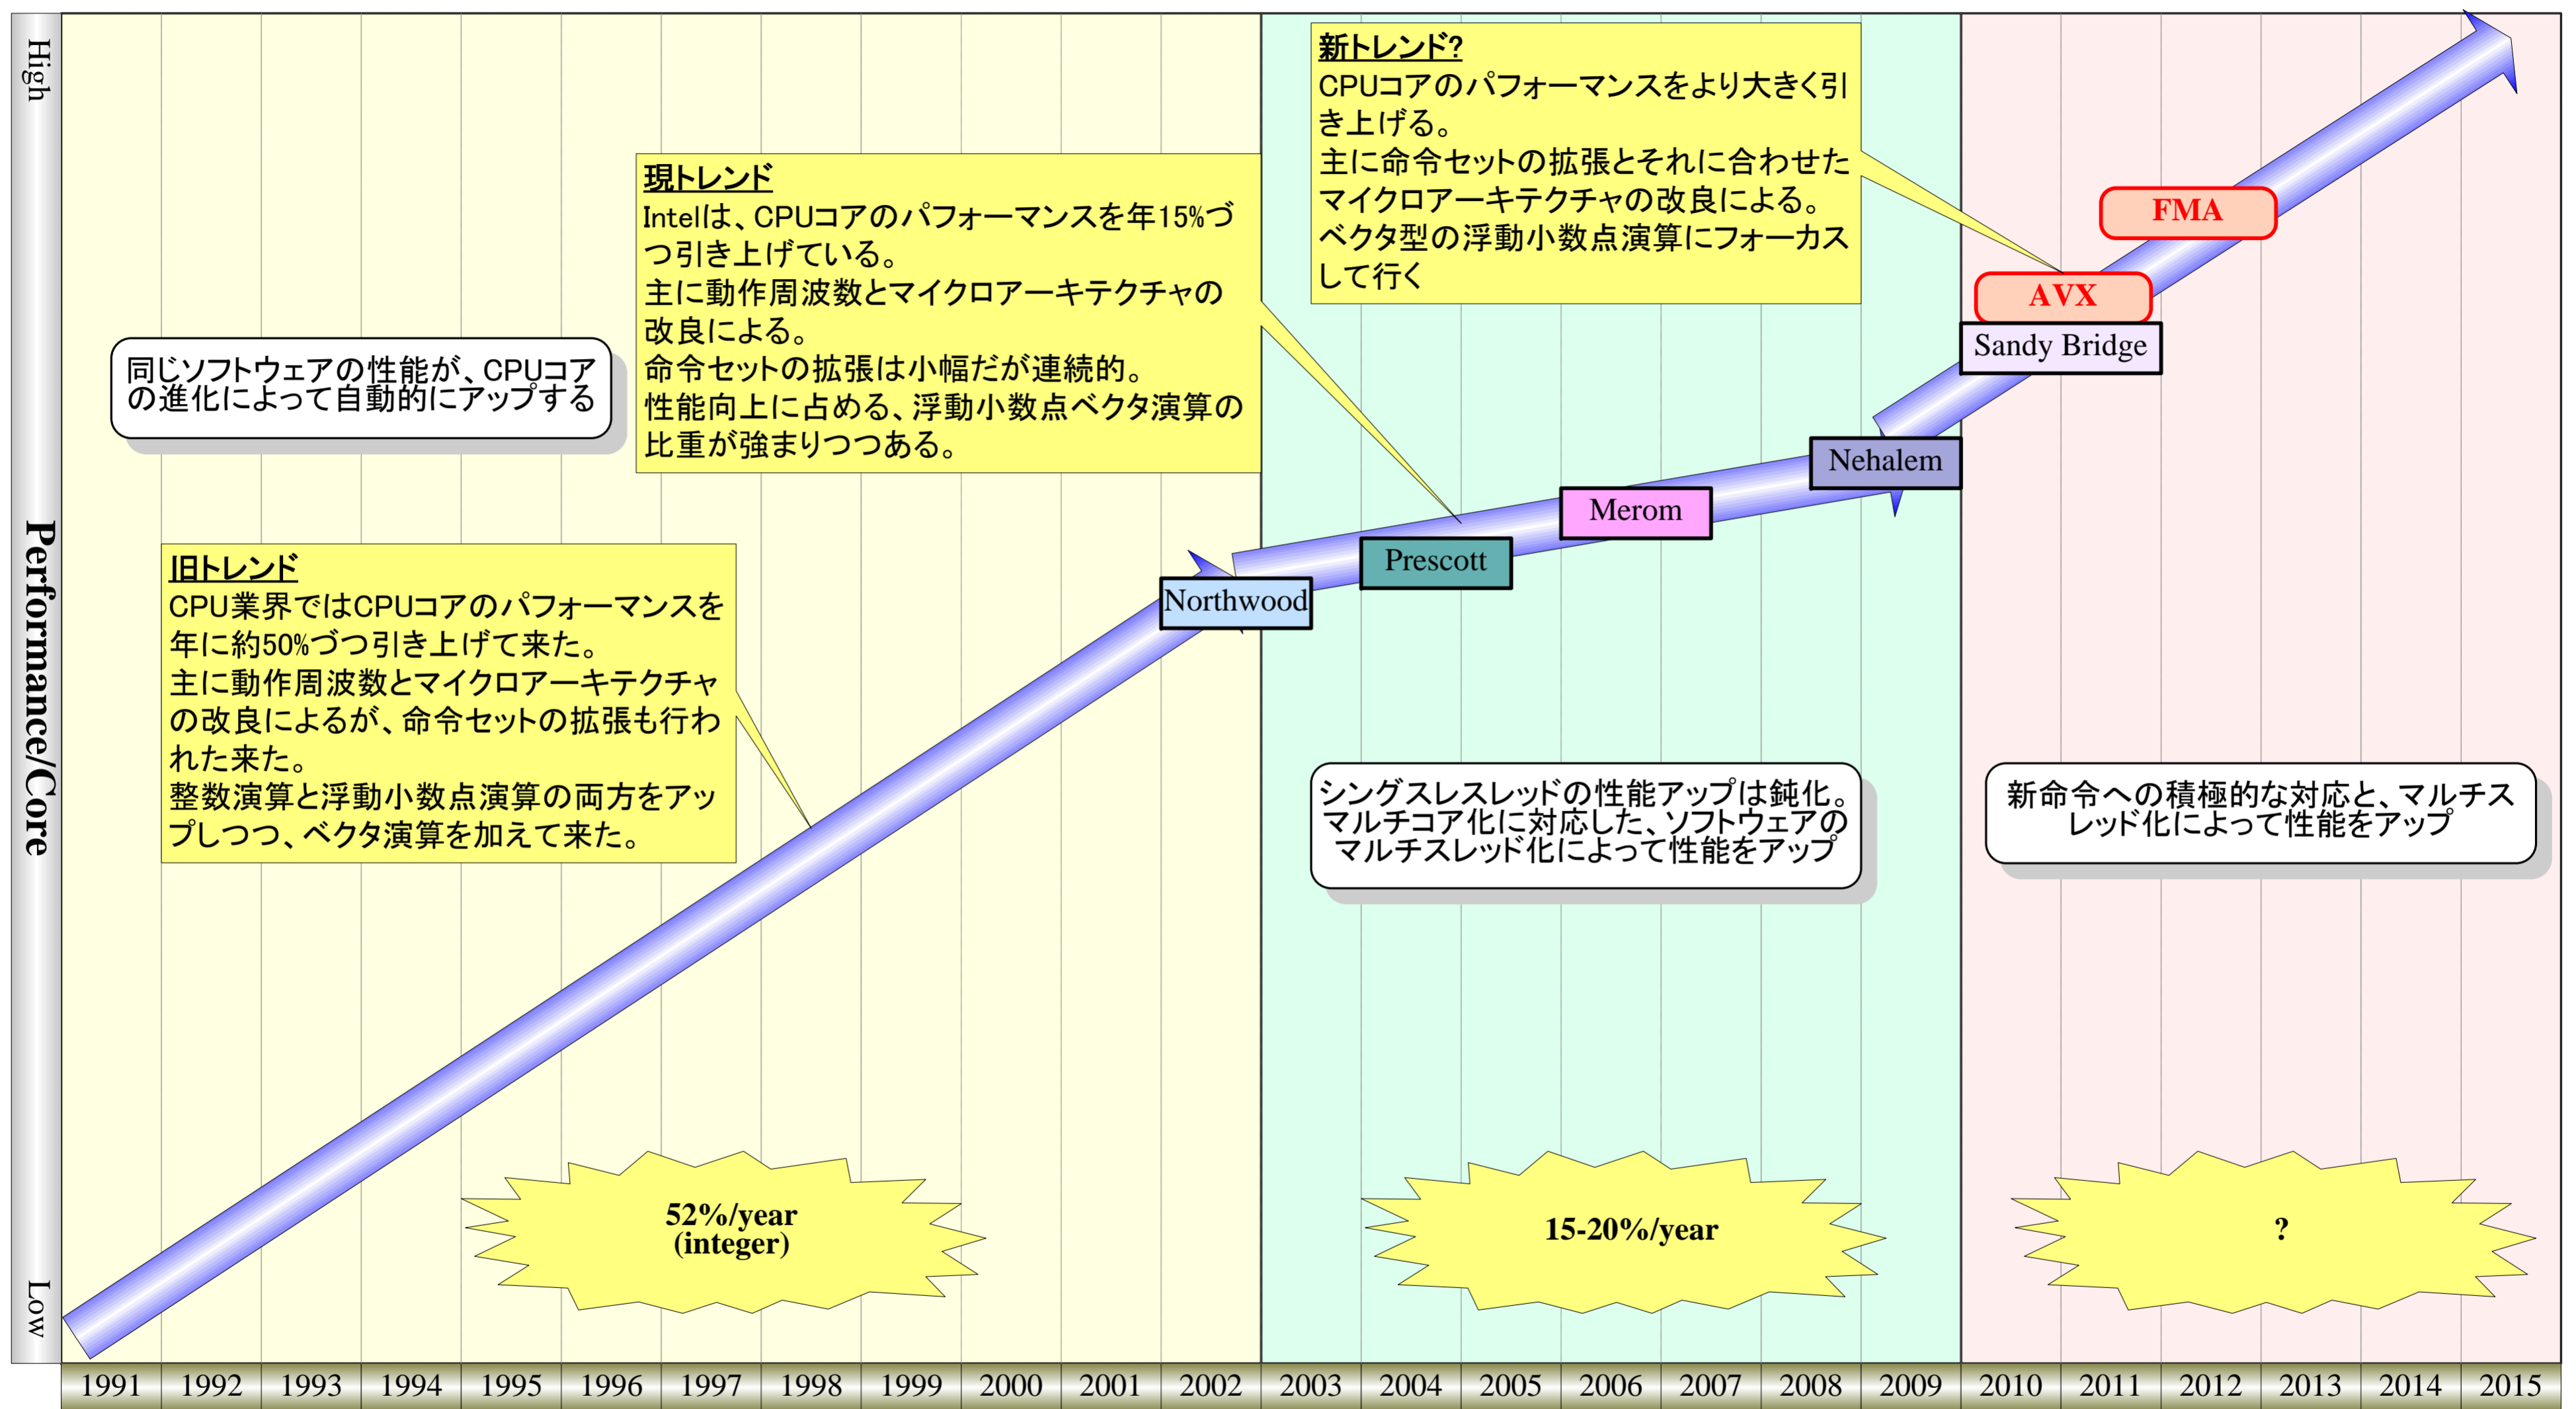 High
Performance/Core
Low
新トレンド?
CPUコアのパフォーマンスをより大きく引
き上げる。
主に命令セットの拡張とそれに合わせた
マイクロアーキテクチャの改良による。
ベクタ型の浮動小数点演算にフォーカス
して行く
現トレンド
Intelは、CPUコアのパフォーマンスを年15%づ
つ引き上げている。
主に動作周波数とマイクロアーキテクチャの
改良による。
命令セットの拡張は小幅だが連続的。
性能向上に占める、浮動小数点ベクタ演算の
比重が強まりつつある。
FMA
AVX
Sandy Bridge
同じソフトウェアの性能が、CPUコア
の進化によって自動的にアップする
Nehalem
Merom
Prescott
Northwood
旧トレンド
CPU業界ではCPUコアのパフォーマンスを
年に約50%づつ引き上げて来た。
主に動作周波数とマイクロアーキテクチャ
の改良によるが、命令セットの拡張も行わ
れた来た。
整数演算と浮動小数点演算の両方をアッ
プしつつ、ベクタ演算を加えて来た。
シングスレスレッドの性能アップは鈍化。
マルチコア化に対応した、ソフトウェアの
マルチスレッド化によって性能をアップ
新命令への積極的な対応と、マルチス
レッド化によって性能をアップ
52%/year
(integer)
15-20%/year
?
1991 1992 1993 1994 1995 1996 1997 1998 1999 2000 2001 2002 2003 2004 2005 2006 2007 2008 2009 2010 2011 2012 2013 2014 2015